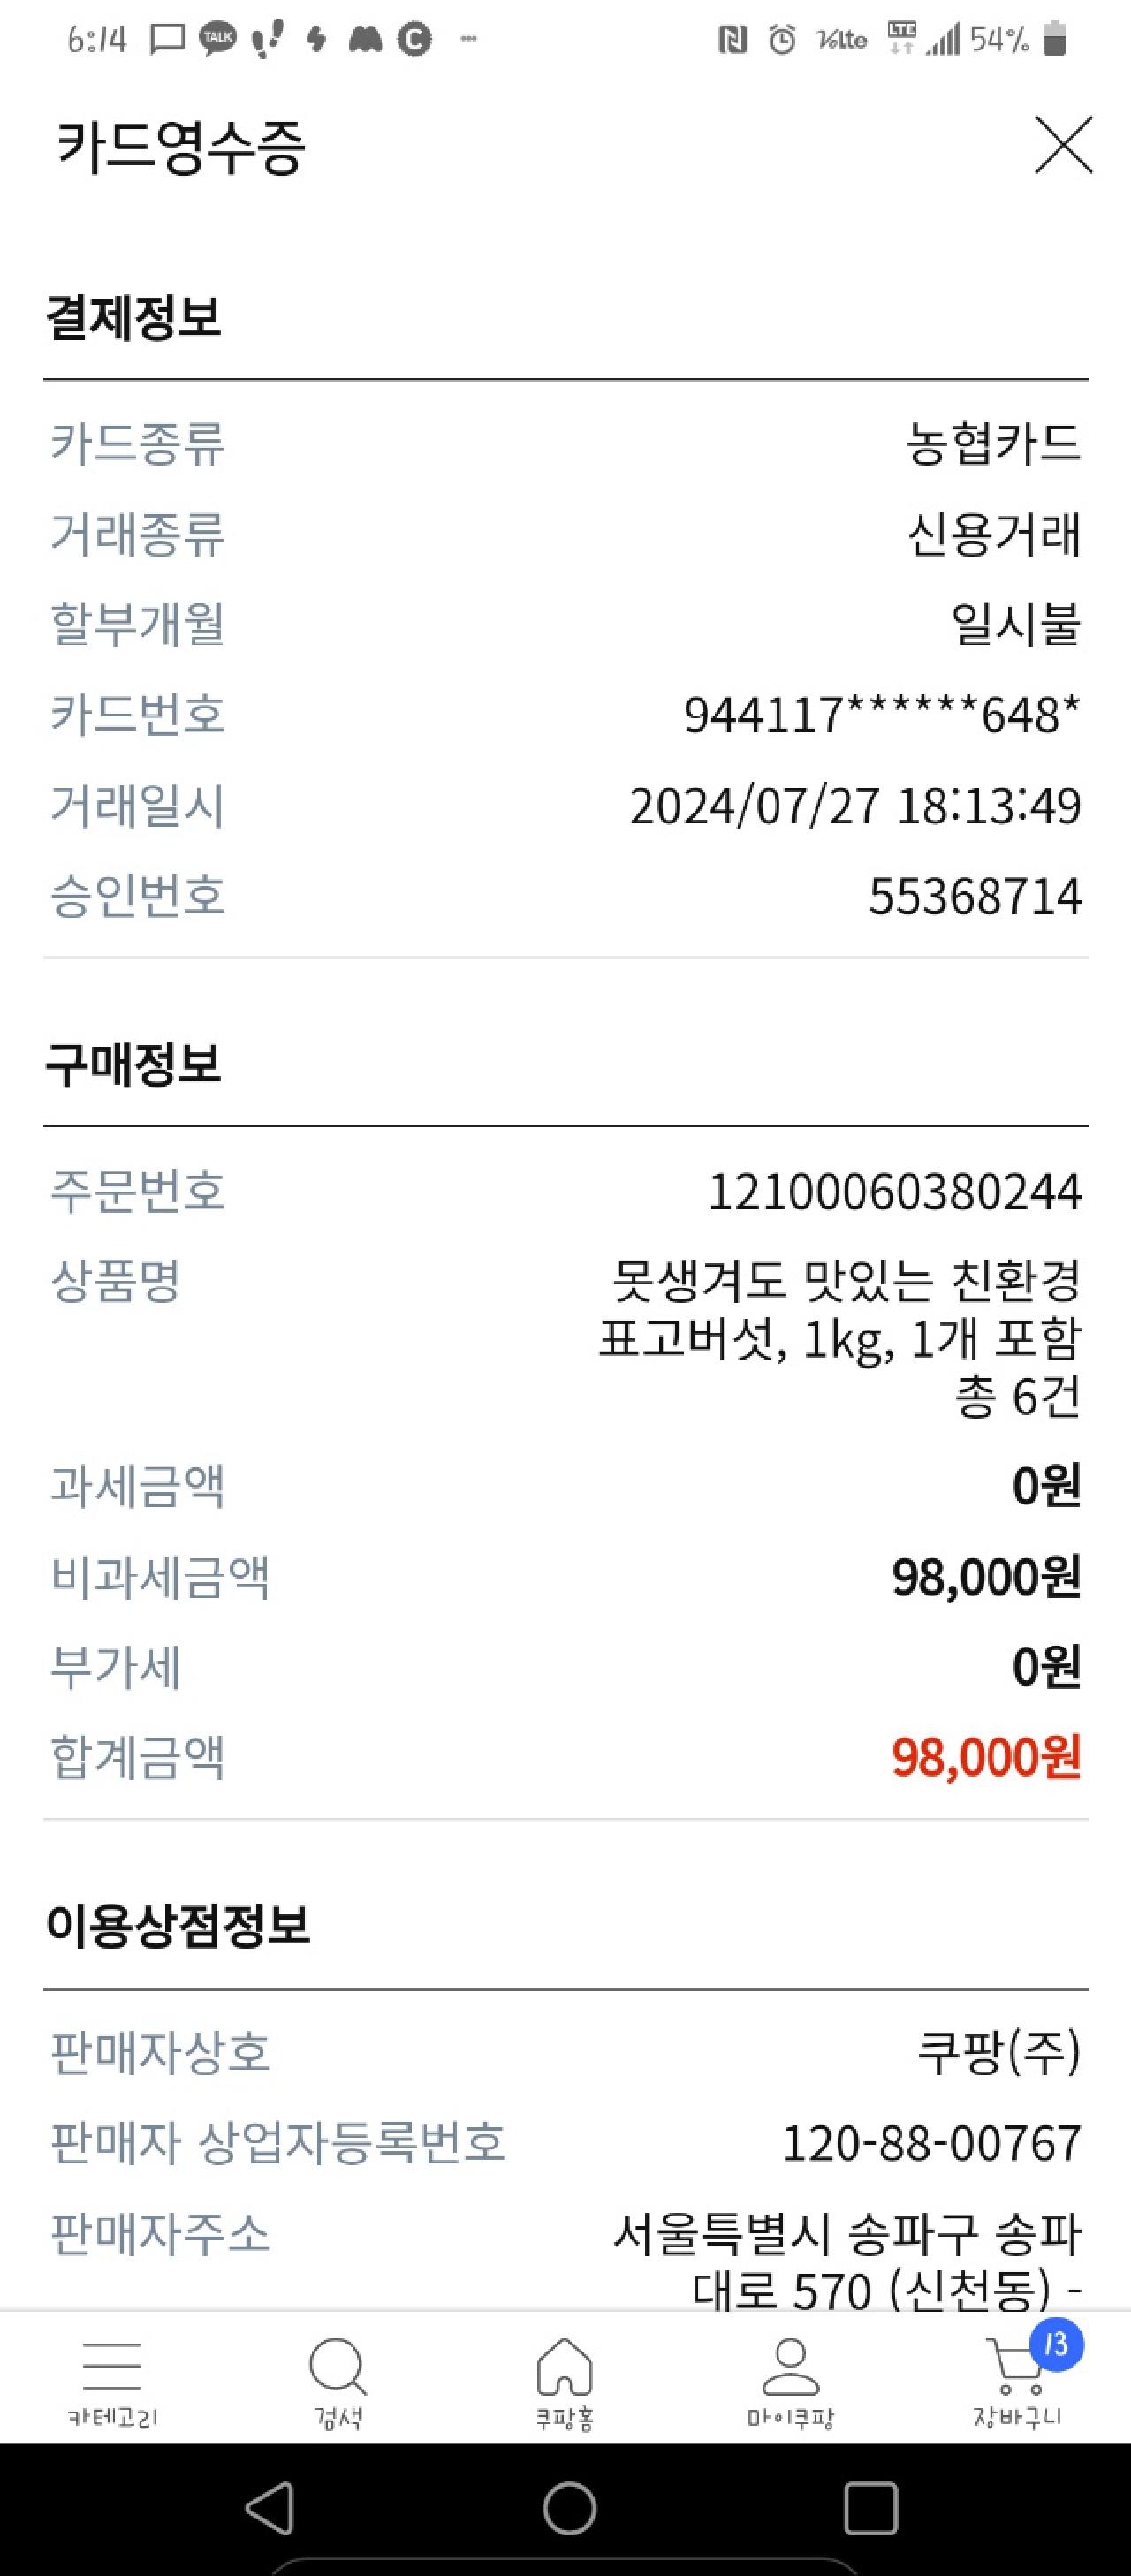 6:14 TALK C ··· VoLte LTE 54%
카드영수증
결제정보
카드종류 농협카드
거래종류 신용거래
할부개월 일시불
카드번호 944117******648*
거래일시 2024/07/27 18:13:49
승인번호 55368714
구매정보
주문번호 12100060380244
상품명 못생겨도 맛있는 친환경
표고버섯, 1kg, 1개 포함
총 6건
과세금액 0원
비과세금액 98,000원
부가세 0원
합계금액 98,000원
이용상점정보
판매자상호 쿠팡(주)
판매자 상업자등록번호 120-88-00767
판매자주소 서울특별시 송파구 송파
대로 570 (신천동) -
13
카테고리 검색 쿠팡홈 마이쿠팡 장바구니